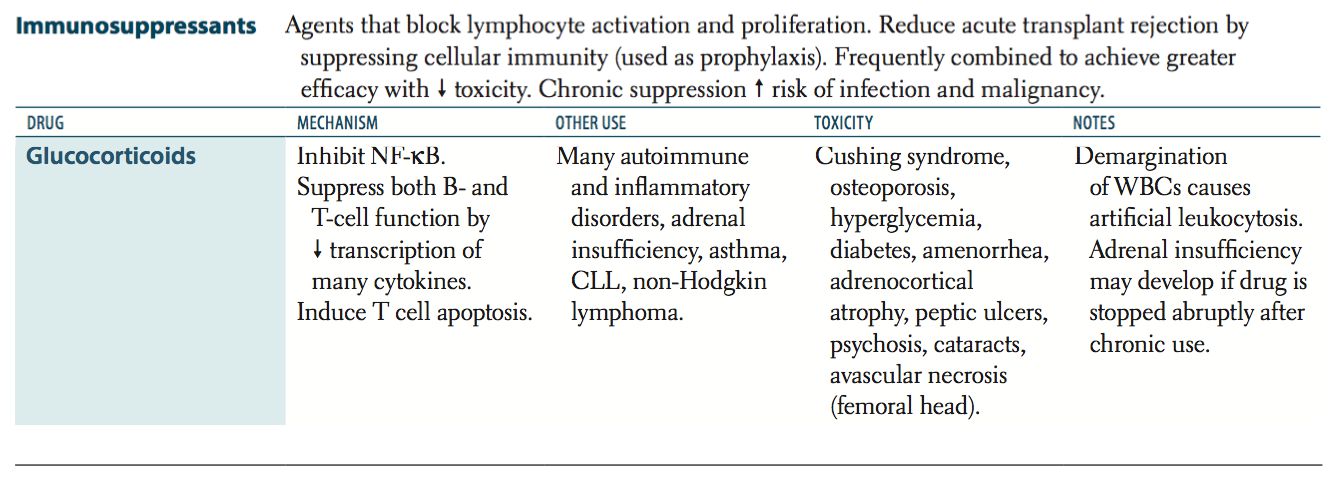 Immunosuppressants Agents that block lymphocyte activation and proliferation. Reduce acute transplant rejection by
suppressing cellular immunity (used as prophylaxis). Frequently combined to achieve greater
efficacy with ↓ toxicity. Chronic suppression ↑ risk of infection and malignancy.
DRUG MECHANISM OTHER USE TOXICITY NOTES
Glucocorticoids
Inhibit NF-κB.
Suppress both B- and
T-cell function by
↓ transcription of
many cytokines.
Induce T cell apoptosis.
Many autoimmune
and inflammatory
disorders, adrenal
insufficiency, asthma,
CLL, non-Hodgkin
lymphoma.
Cushing syndrome,
osteoporosis,
hyperglycemia,
diabetes, amenorrhea,
adrenocortical
atrophy, peptic ulcers,
psychosis, cataracts,
avascular necrosis
(femoral head).
Demargination
of WBCs causes
artificial leukocytosis.
Adrenal insufficiency
may develop if drug is
stopped abruptly after
chronic use.